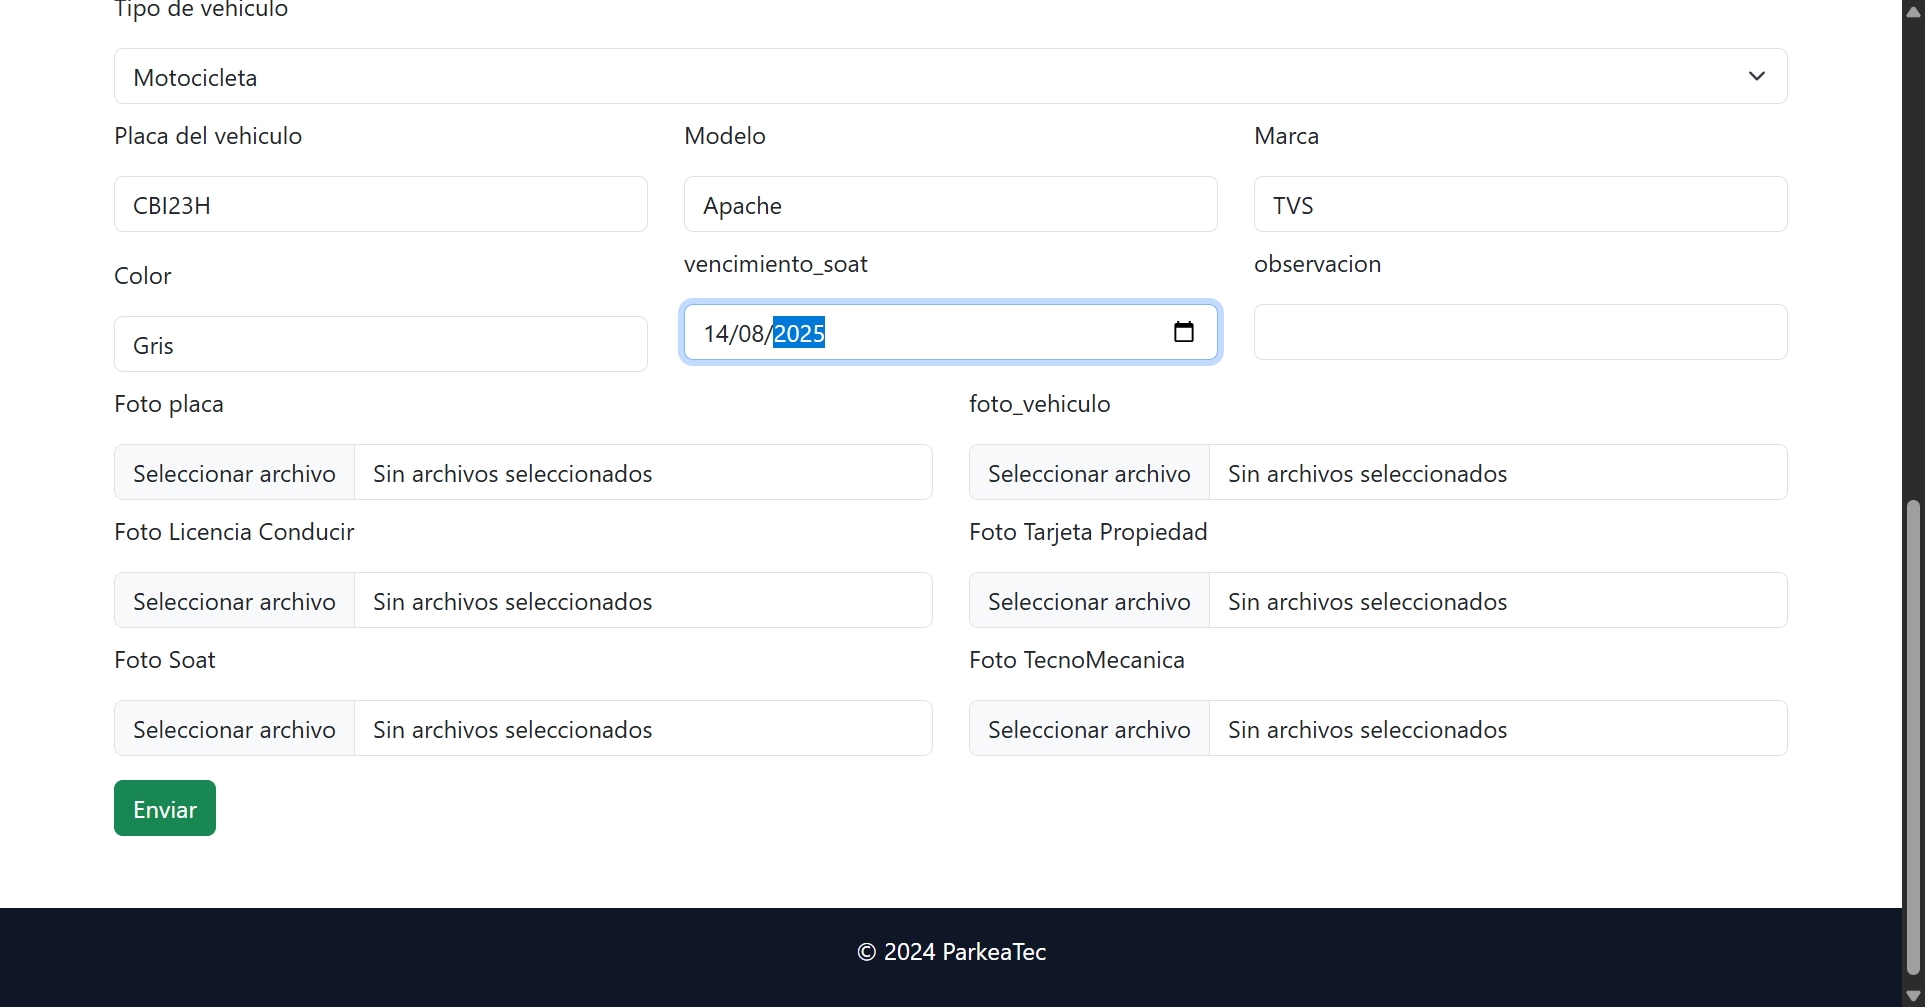 Tipo de vehiculo
Motocicleta
Placa del vehiculo
Modelo
Marca
CBI23H
Apache
TVS
Color
vencimiento_soat
observacion
Gris
14/08/2025
Foto placa
foto_vehiculo
Seleccionar archivo Sin archivos seleccionados
Seleccionar archivo Sin archivos seleccionados
Foto Licencia Conducir
Foto Tarjeta Propiedad
Seleccionar archivo Sin archivos seleccionados
Seleccionar archivo Sin archivos seleccionados
Foto Soat
Foto TecnoMecanica
Seleccionar archivo Sin archivos seleccionados
Seleccionar archivo Sin archivos seleccionados
Enviar
© 2024 ParkeaTec